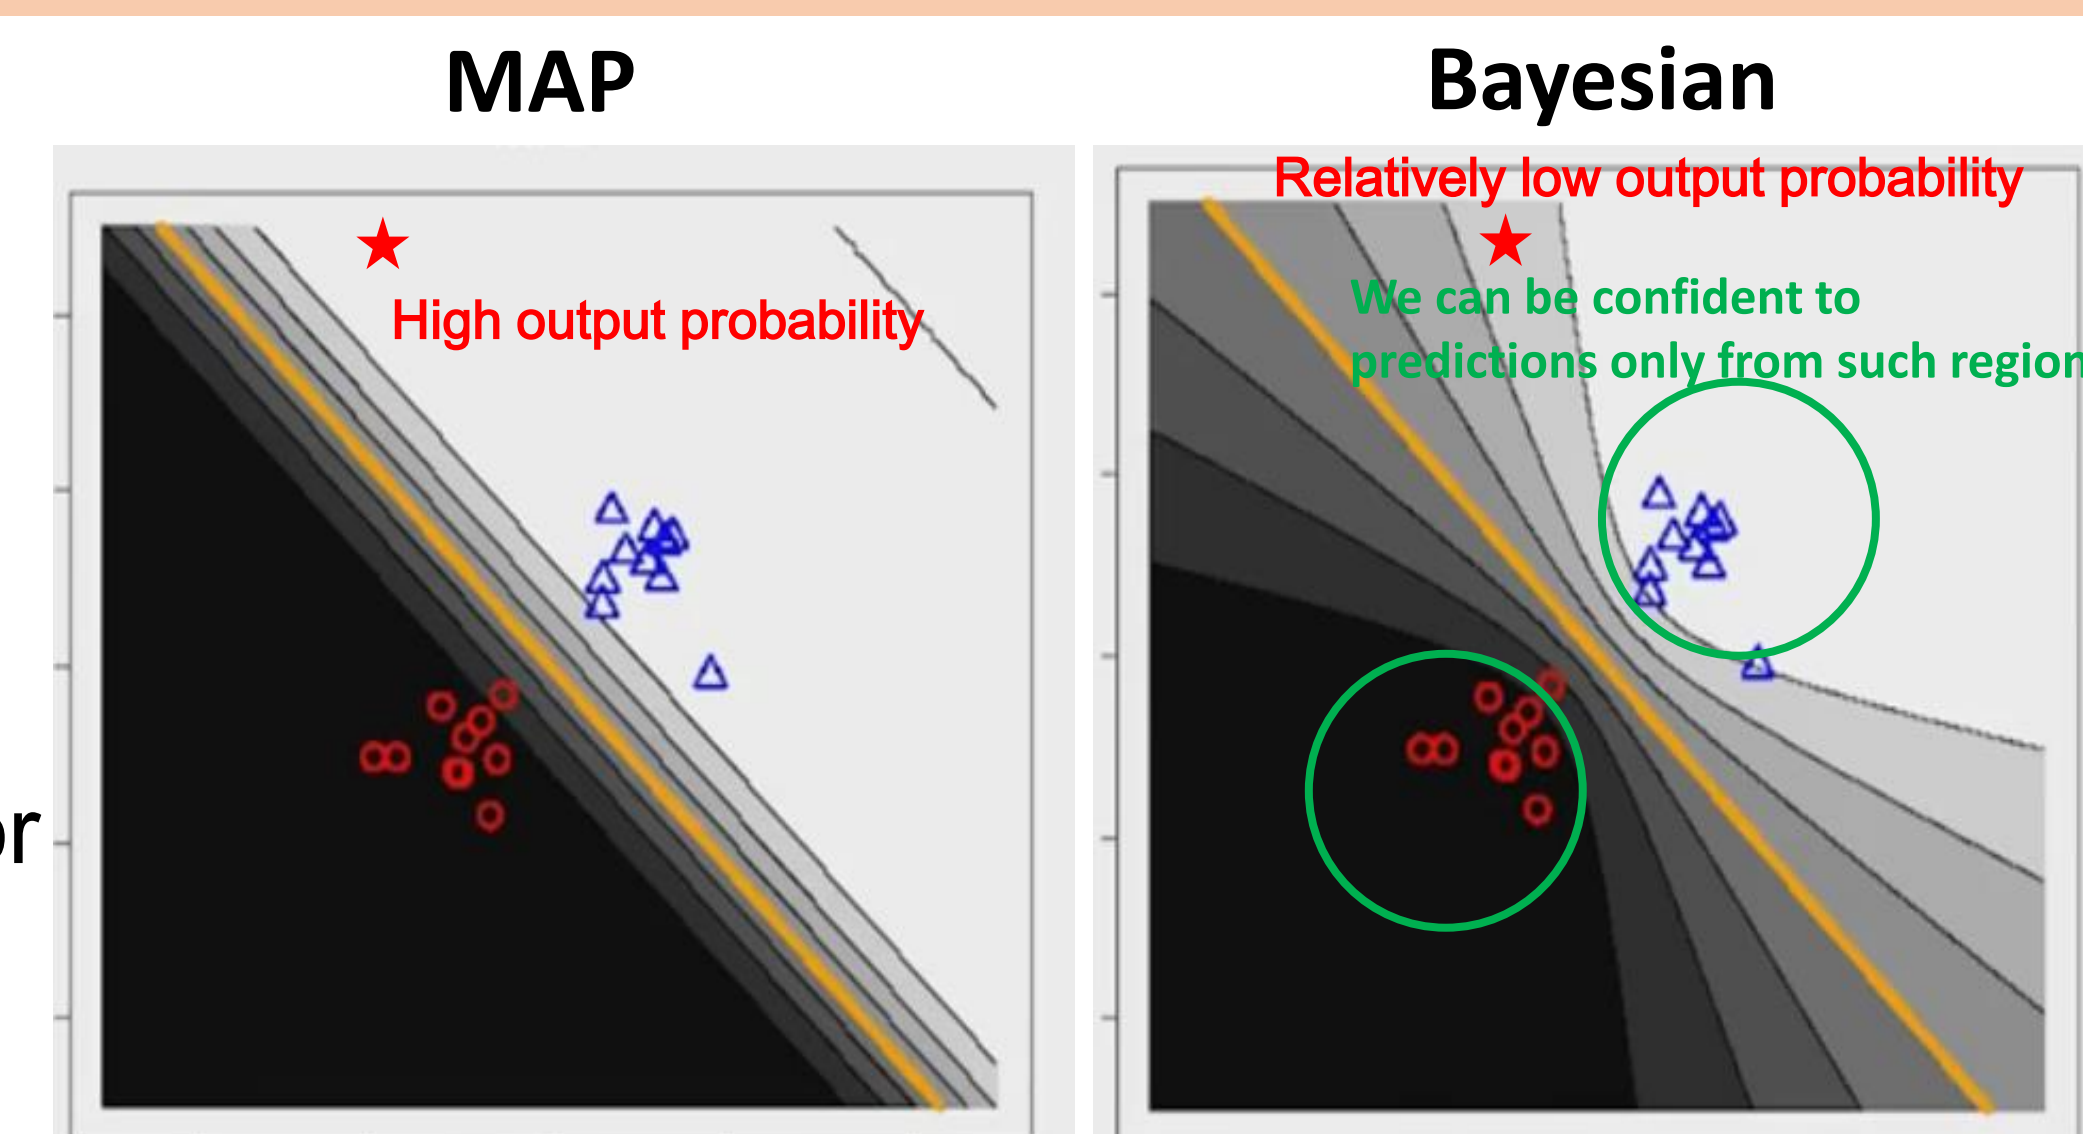 MAP
Bayesian
High output probability
Relatively low output probability
We can be confident to
predictions only from such region
or